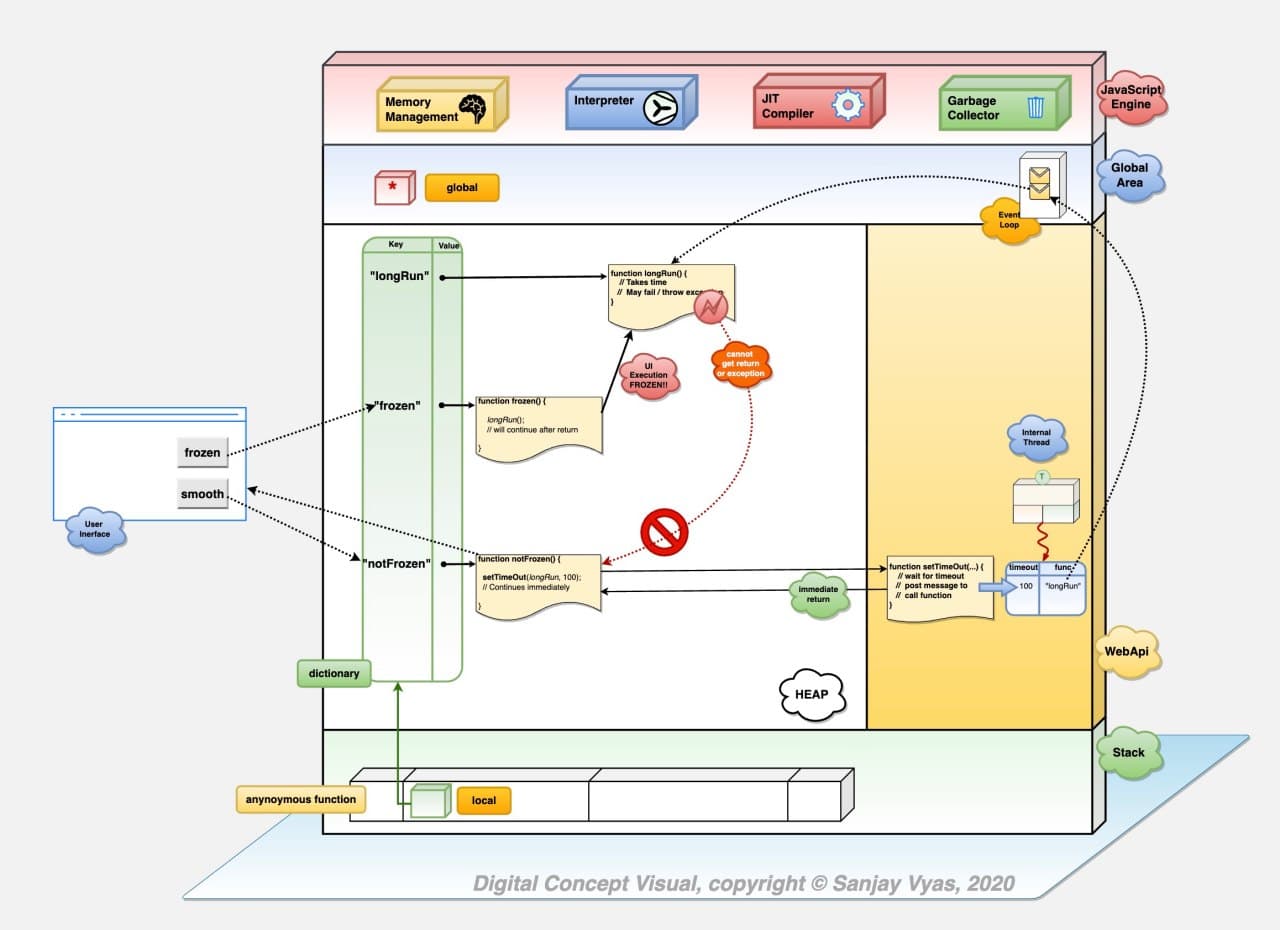 Memory
Management
Interpreter
JIT
Compiler
Garbage
Collector
JavaScript
Engine
*
global
Global
Area
Event
Loop
Key
Value
"longRun"
function longRun() {
// Takes time
// May fail / throw
}
UI
Execution
FROZEN!!
cannot
get return
or exception
"frozen"
function frozen() {
longRun();
// will continue after return
}
frozen
smooth
User
Inerface
Internal
Thread
T
"notFrozen"
function notFrozen() {
setTimeOut(longRun, 100);
// Continues immediately
}
immediate
return
function setTimeOut(...) {
// wait for timeout
// post message to
// call function
}
timeout func
100 "longRun"
WebApi
dictionary
HEAP
Stack
anynoymous function
local
Digital Concept Visual, copyright © Sanjay Vyas, 2020